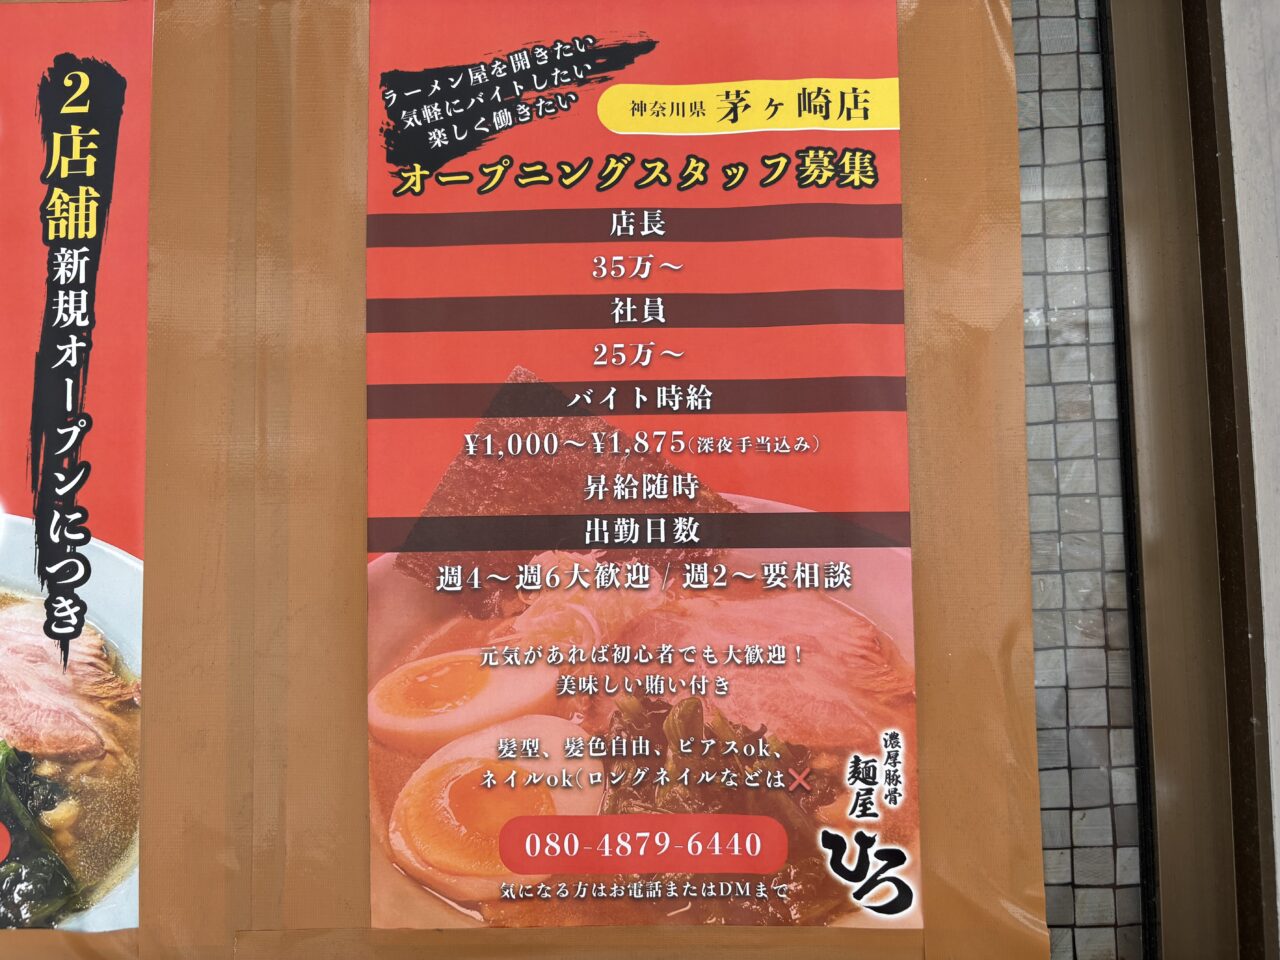 2店舗新規オープンにつき
ラーメン屋を開きたい
気軽にバイトしたい
楽しく働きたい
神奈川県 茅ヶ崎店
オープニングスタッフ募集
店長
35万〜
社員
25万〜
バイト時給
¥1,000〜¥1,875(深夜手当込み)
昇給随時
出勤日数
週4〜週6大歓迎 / 週2〜要相談
元気があれば初心者でも大歓迎！
美味しい賄い付き
髪型、髪色自由、ピアスok、
ネイルok(ロングネイルなどは❌
080-4879-6440
気になる方はお電話またはDMまで
濃厚豚骨
麺屋
ひろ